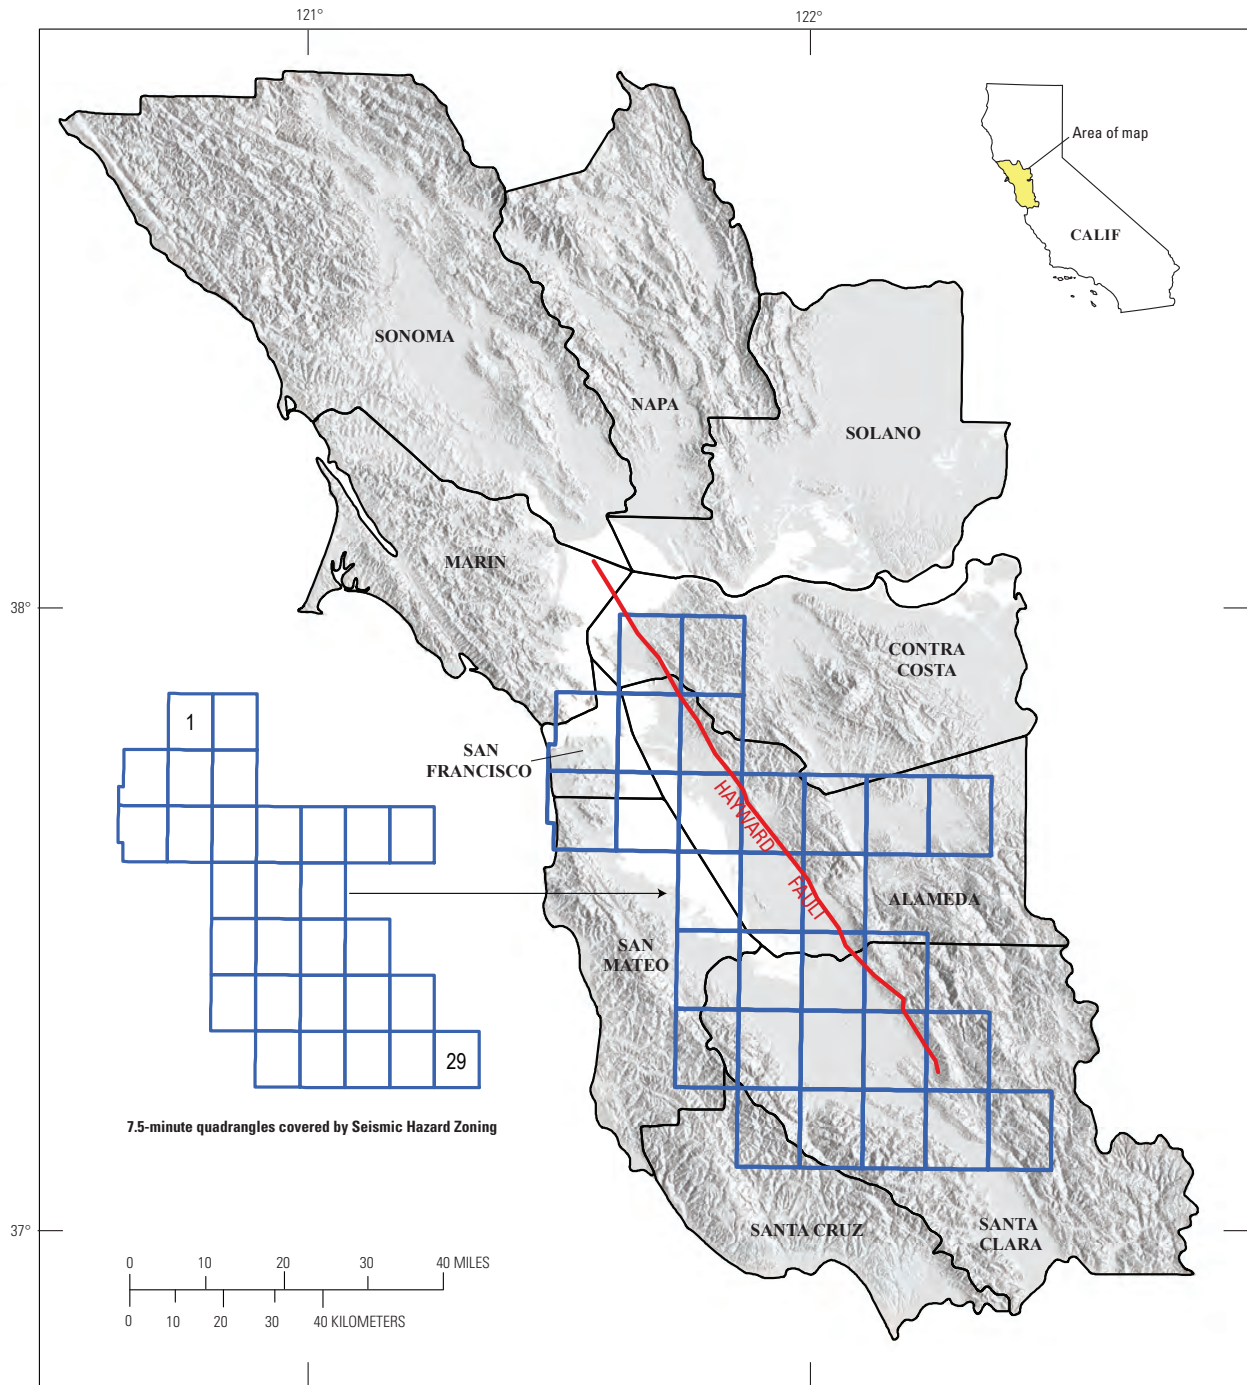 121°
122°
Area of map
CALIF
SONOMA
NAPA
SOLANO
MARIN
38°
CONTRA
COSTA
1
SAN
FRANCISCO
HAYWARD
FAULT
ALAMEDA
SAN
MATEO
29
7.5-minute quadrangles covered by Seismic Hazard Zoning
37°
SANTA CRUZ
SANTA
CLARA
0 10 20 30 40 MILES
0 10 20 30 40 KILOMETERS